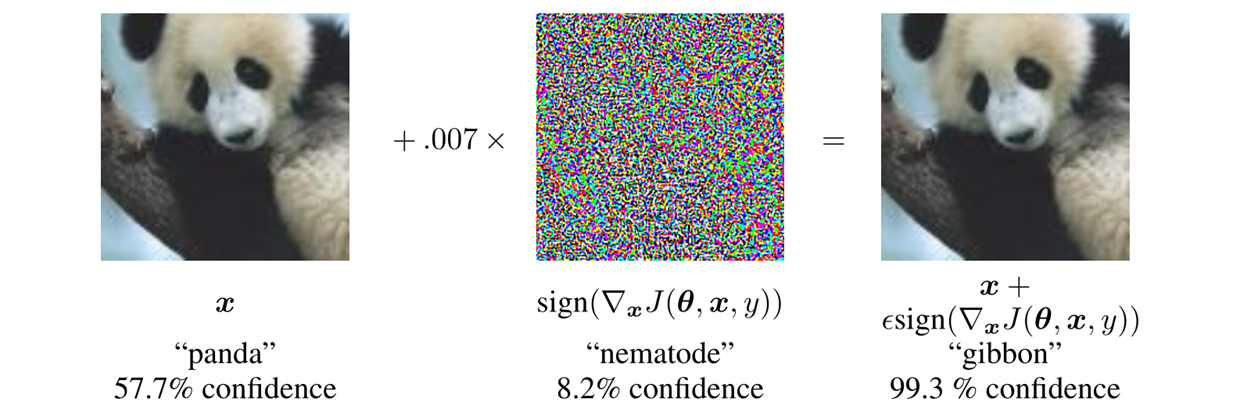 + .007 ×
=
x
sign(∇ₓJ(θ, x, y))
x +
ϵsign(∇ₓJ(θ, x, y))
“panda”
“nematode”
“gibbon”
57.7% confidence
8.2% confidence
99.3 % confidence